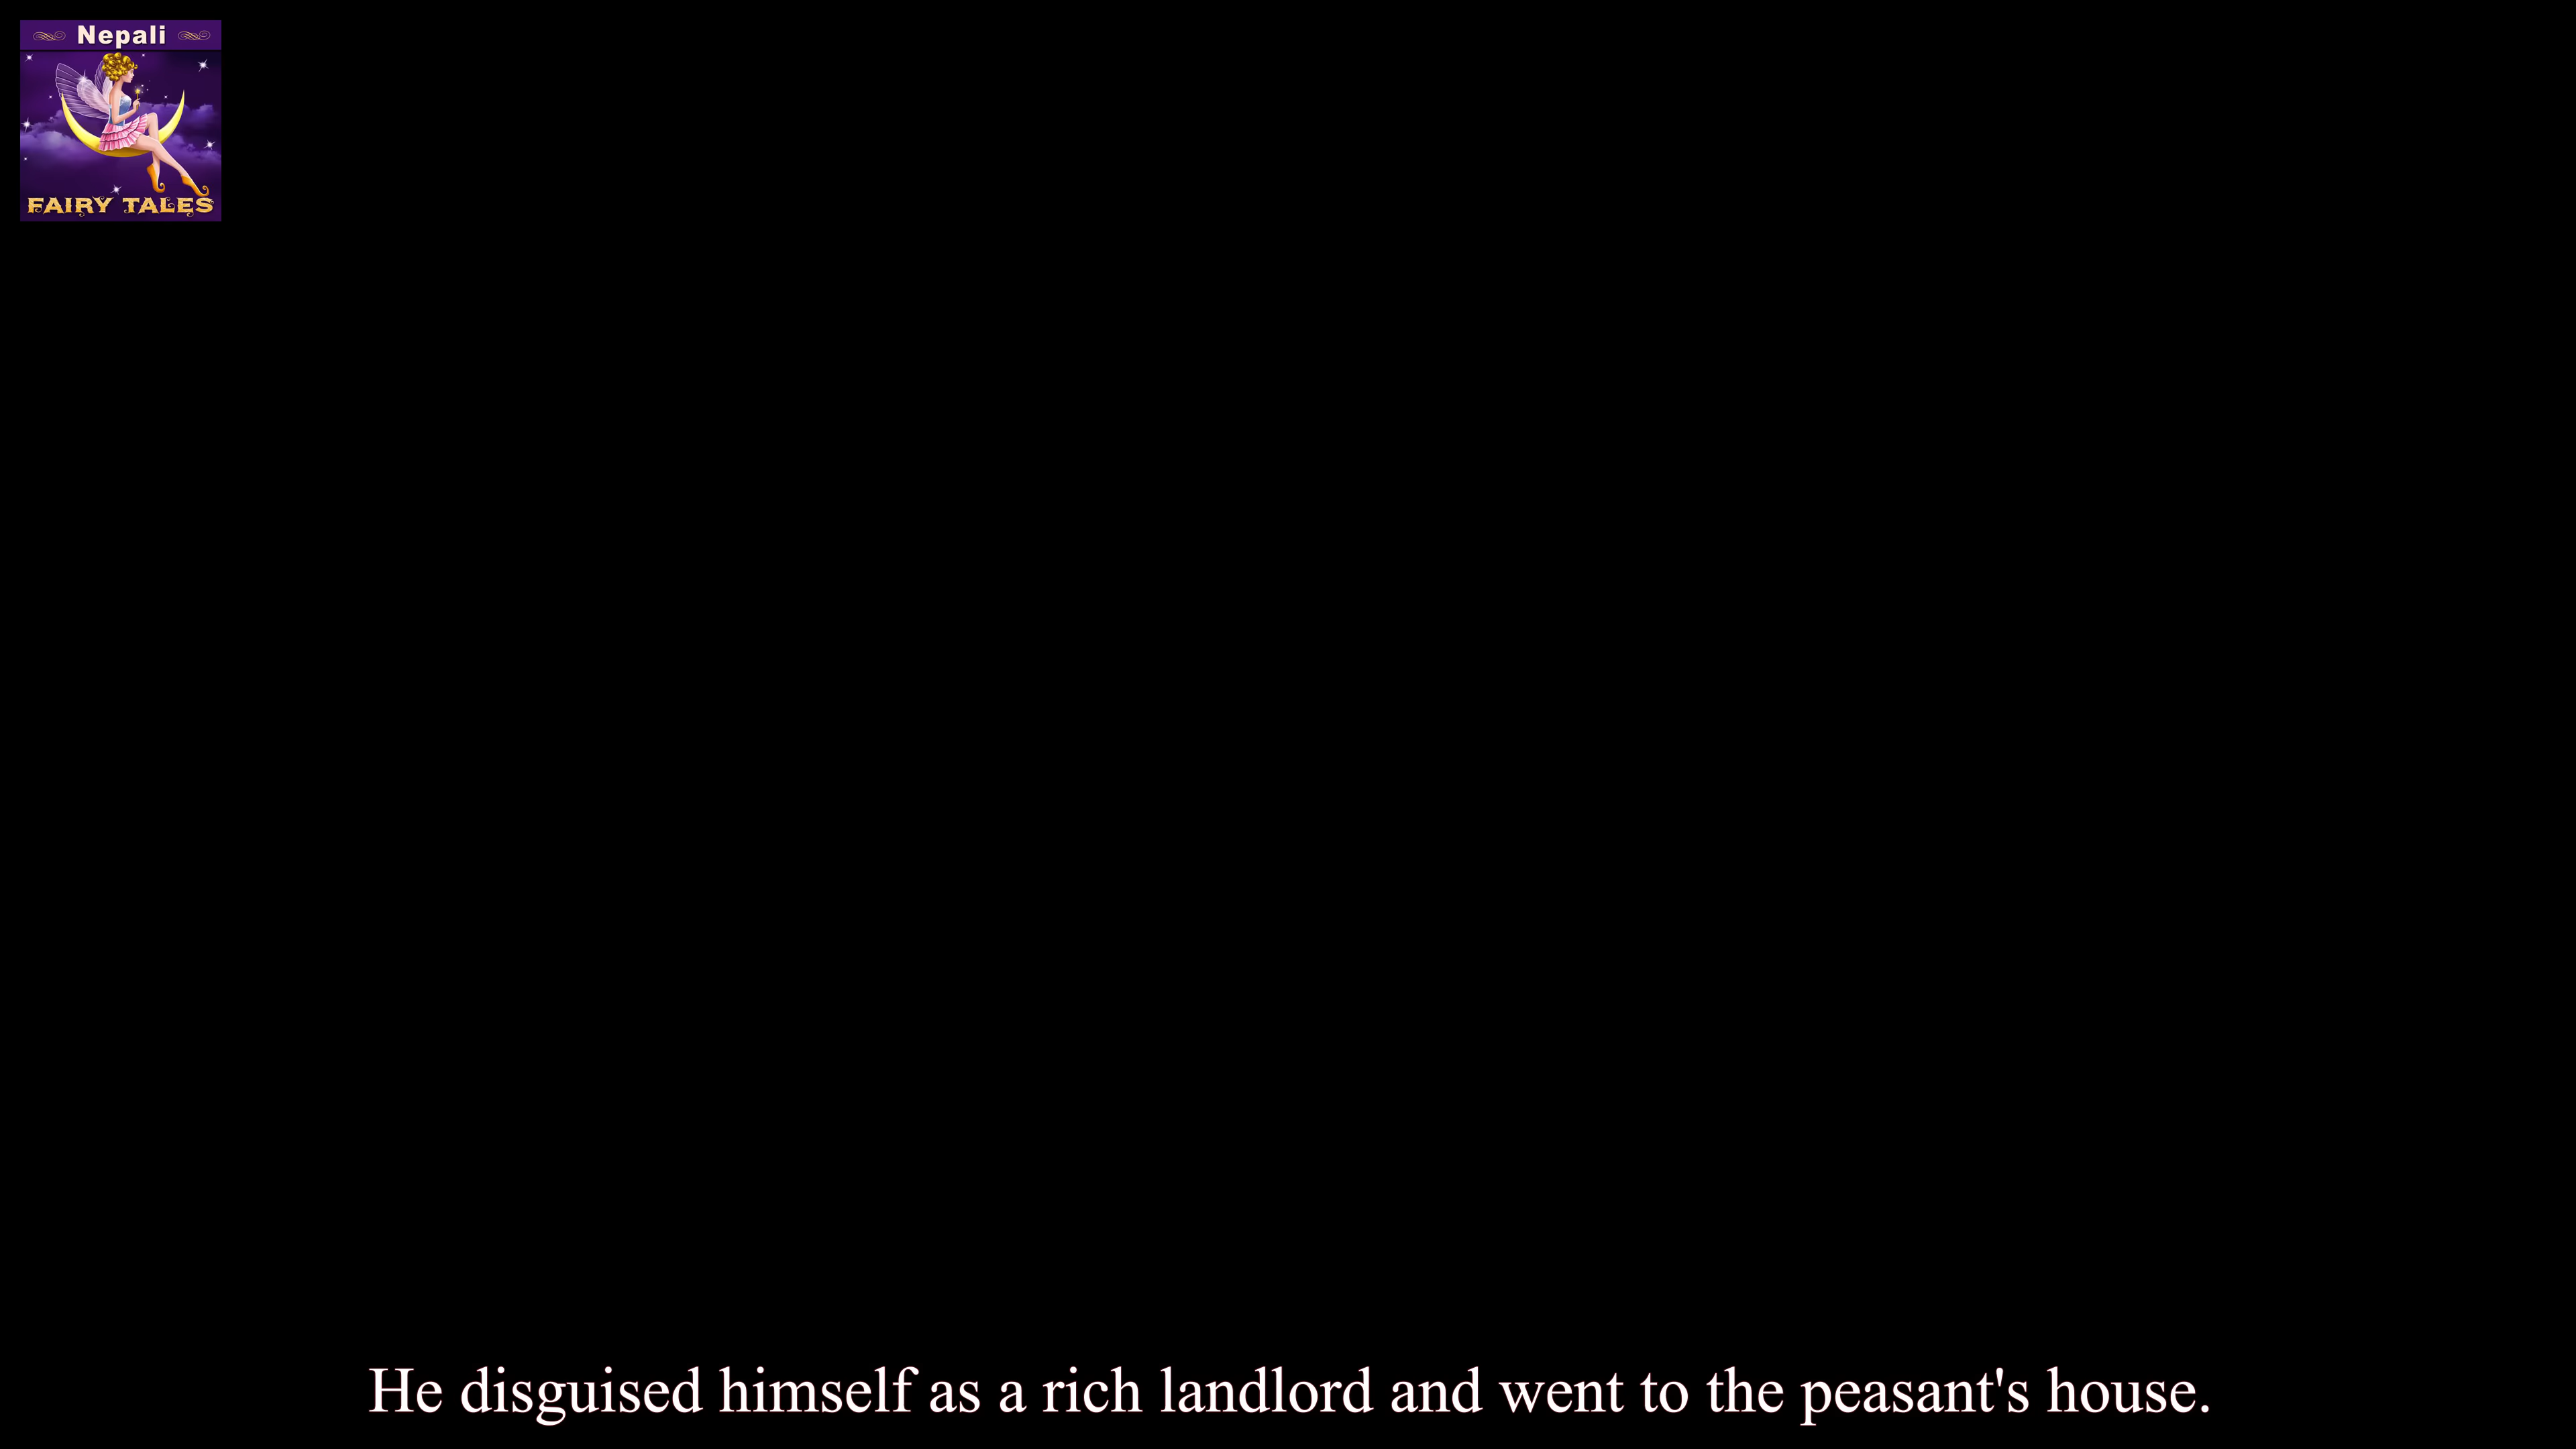 Nepali
FAIRY TALES
He disguised himself as a rich landlord and went to the peasant's house.